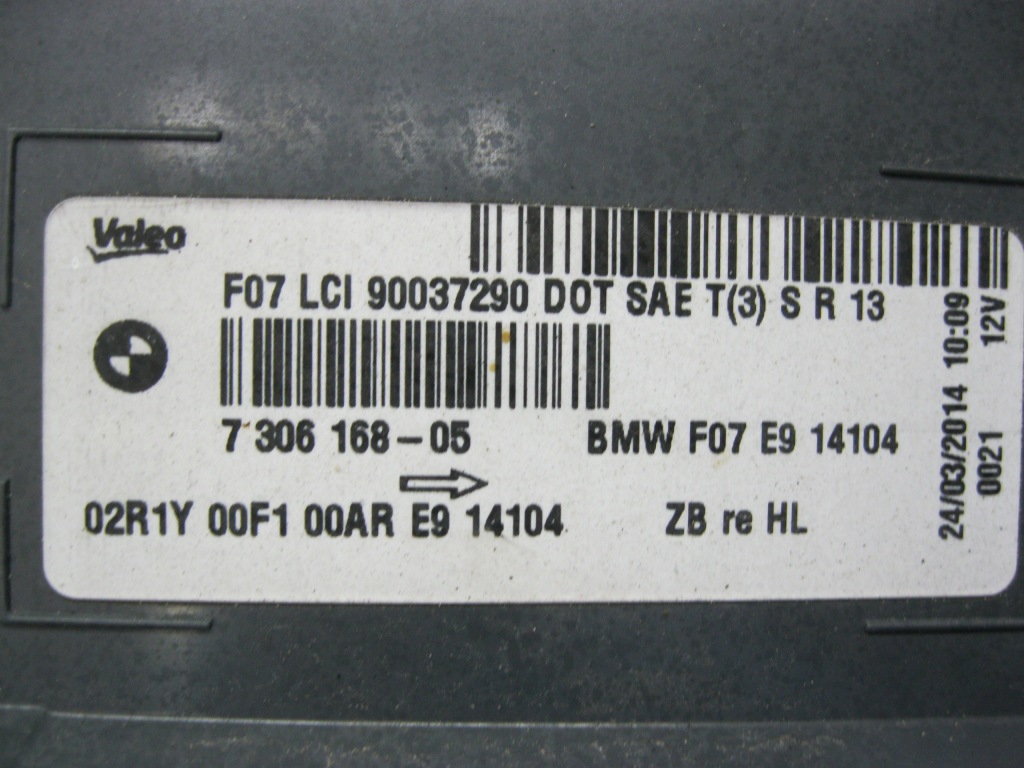 Valeo
F07 LCI 90037290 DOT SAE T(3) S R 13
7 306 168-05
BMW F07 E9 14104
02R1Y 00F1 00AR E9 14104
ZB re HL
24/03/2014 10:09
0021 12V